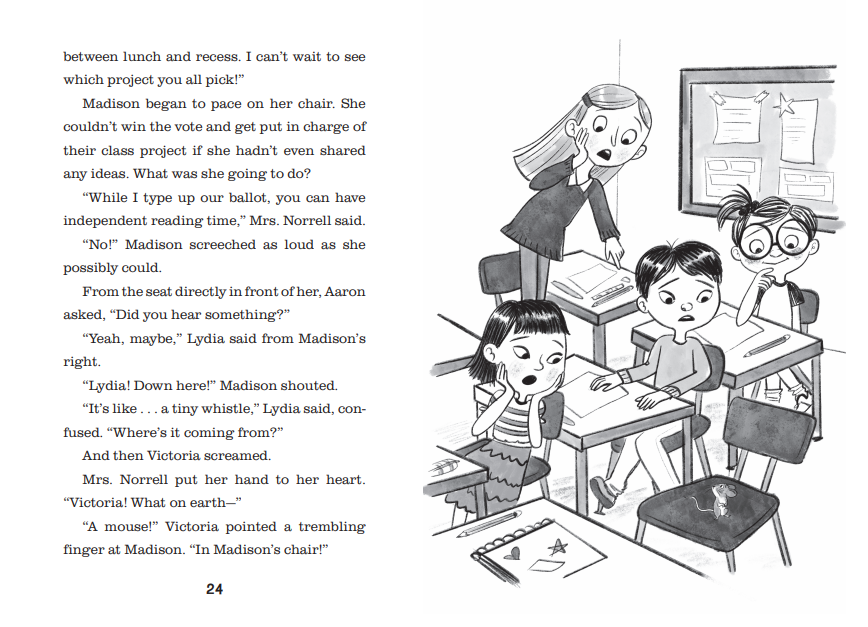 between lunch and recess. I can’t wait to see
which project you all pick!”
Madison began to pace on her chair. She
couldn’t win the vote and get put in charge of
their class project if she hadn’t even shared
any ideas. What was she going to do?
“While I type up our ballot, you can have
independent reading time,” Mrs. Norrell said.
“No!” Madison screeched as loud as she
possibly could.
From the seat directly in front of her, Aaron
asked, “Did you hear something?”
“Yeah, maybe,” Lydia said from Madison’s
right.
“Lydia! Down here!” Madison shouted.
“It’s like . . . a tiny whistle,” Lydia said, con-
fused. “Where’s it coming from?”
And then Victoria screamed.
Mrs. Norrell put her hand to her heart.
“Victoria! What on earth—”
“A mouse!” Victoria pointed a trembling
finger at Madison. “In Madison’s chair!”
24